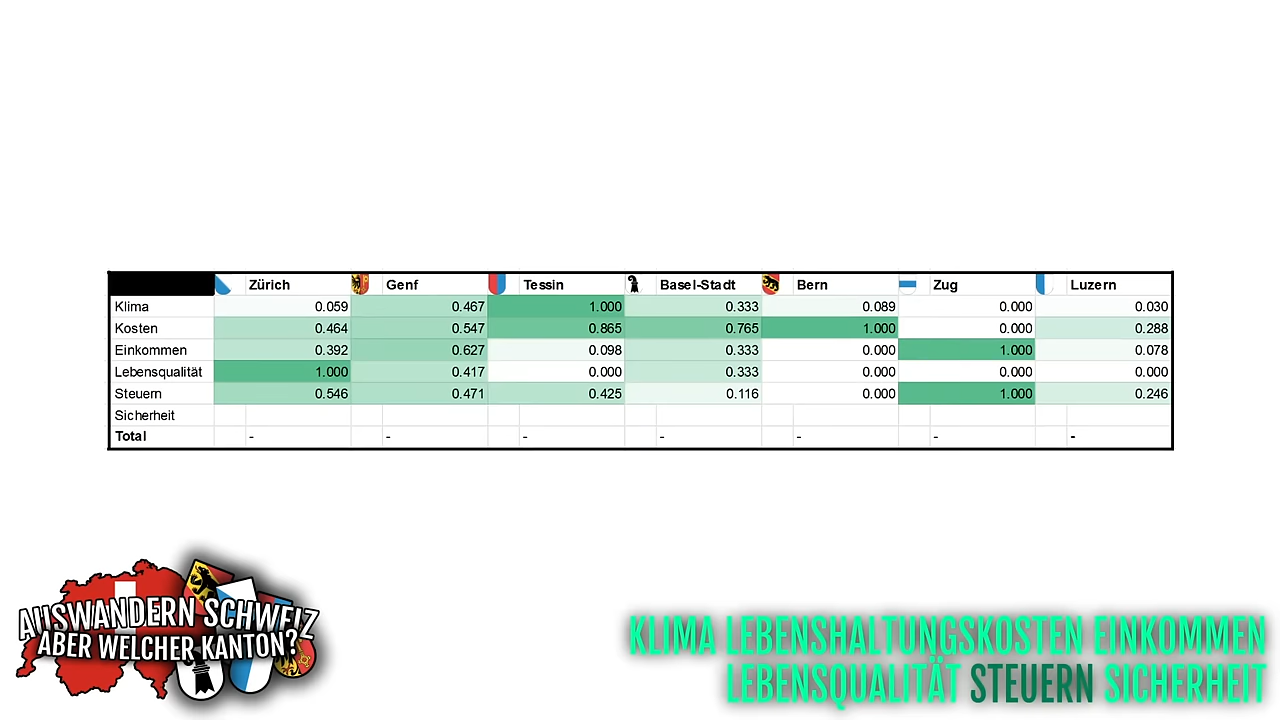 Zürich Genf Tessin Basel-Stadt Bern Zug Luzern
Klima 0.059 0.467 1.000 0.333 0.089 0.000 0.030
Kosten 0.464 0.547 0.865 0.765 1.000 0.000 0.288
Einkommen 0.392 0.627 0.098 0.333 0.000 1.000 0.078
Lebensqualität 1.000 0.417 0.000 0.333 0.000 0.000 0.000
Steuern 0.546 0.471 0.425 0.116 0.000 1.000 0.246
Sicherheit
Total - - - - - - -
AUSWANDERN SCHWEIZ
ABER WELCHER KANTON?
KLIMA LEBENSHALTUNGSKOSTEN EINKOMMEN
LEBENSQUALITÄT STEUERN SICHERHEIT